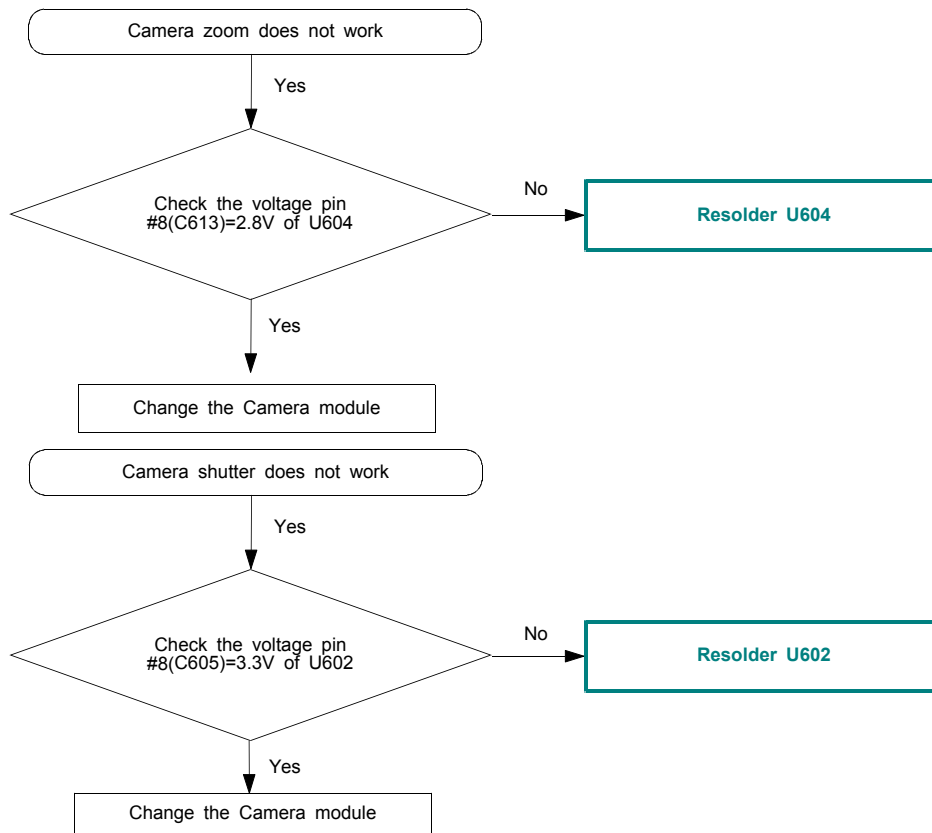 Camera zoom does not work
Yes
Check the voltage pin
#8(C613)=2.8V of U604
No
Resolder U604
Yes
Change the Camera module
Camera shutter does not work
Yes
Check the voltage pin
#8(C605)=3.3V of U602
No
Resolder U602
Yes
Change the Camera module